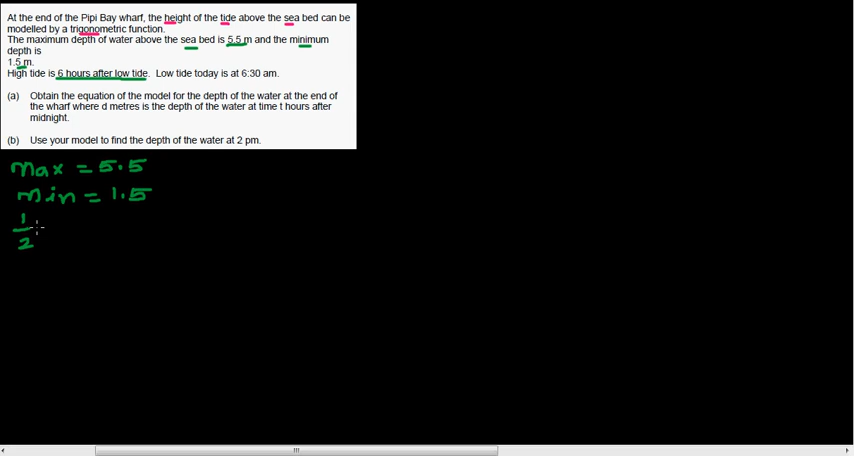 At the end of the Pipi Bay wharf, the height of the tide above the sea bed can be
modelled by a trigonometric function.
The maximum depth of water above the sea bed is 5.5 m and the minimum
depth is
1.5 m.
High tide is 6 hours after low tide. Low tide today is at 6:30 am.
(a) Obtain the equation of the model for the depth of the water at the end of
the wharf where d metres is the depth of the water at time t hours after
midnight.
(b) Use your model to find the depth of the water at 2 pm.
max = 5.5
min = 1.5
1
2